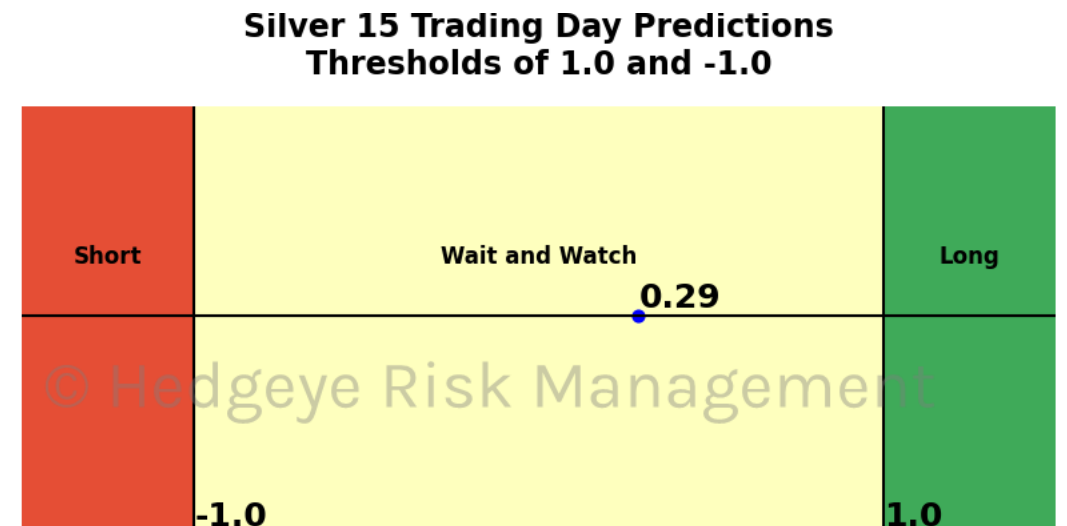 Silver 15 Trading Day Predictions
Thresholds of 1.0 and -1.0
Short
Wait and Watch
Long
0.29
© Hedgeye Risk Management
-1.0
1.0